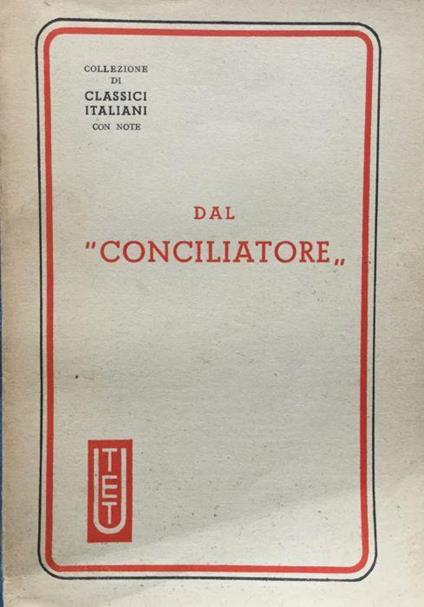 COLLEZIONE
DI
CLASSICI
ITALIANI
CON NOTE
DAL
"CONCILIATORE„
UTET